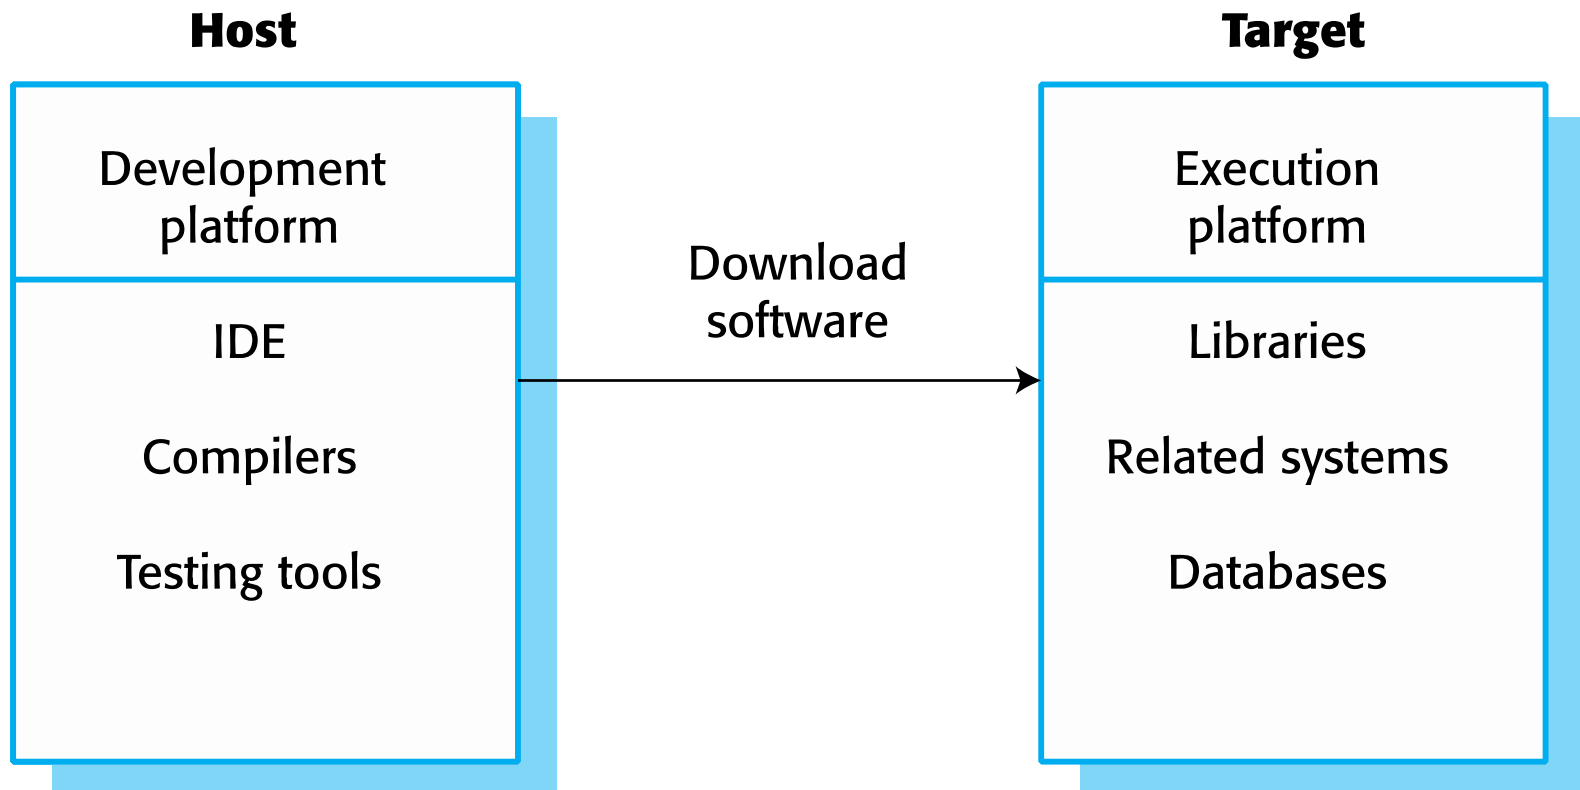 Host
Development
platform
IDE
Compilers
Testing tools
Download
software
Target
Execution
platform
Libraries
Related systems
Databases